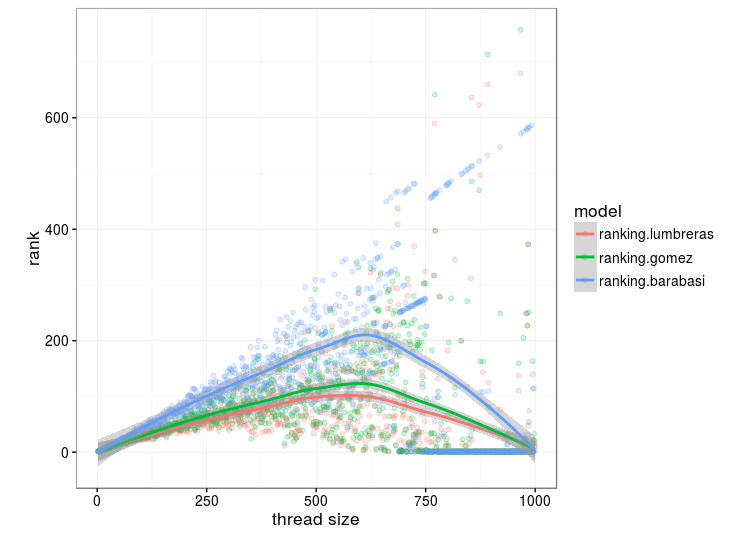 600
400
200
0
rank
0 250 500 750 1000
thread size
model
ranking.lumbreras
ranking.gomez
ranking.barabasi